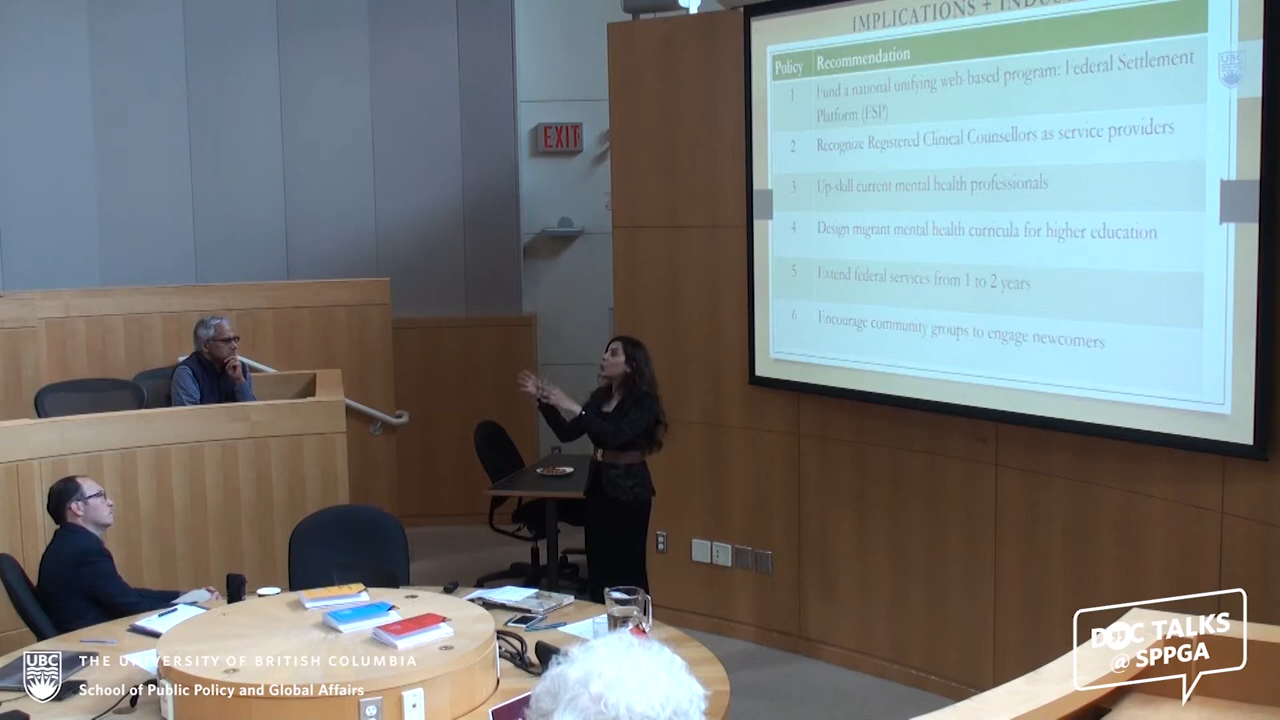 IMPLICATIONS +
Policy Recommendation
1 Fund a national unifying web-based program: Federal Settlement
Platform (FSP)
2 Recognize Registered Clinical Counsellors as service providers
3 Up-skill current mental health professionals
4 Design migrant mental health curricula for higher education
5 Extend federal services from 1 to 2 years
6 Encourage community groups to engage newcomers
UBC
EXIT
UBC
THE UNIVERSITY OF BRITISH COLUMBIA
School of Public Policy and Global Affairs
DOC TALKS
@ SPPGA